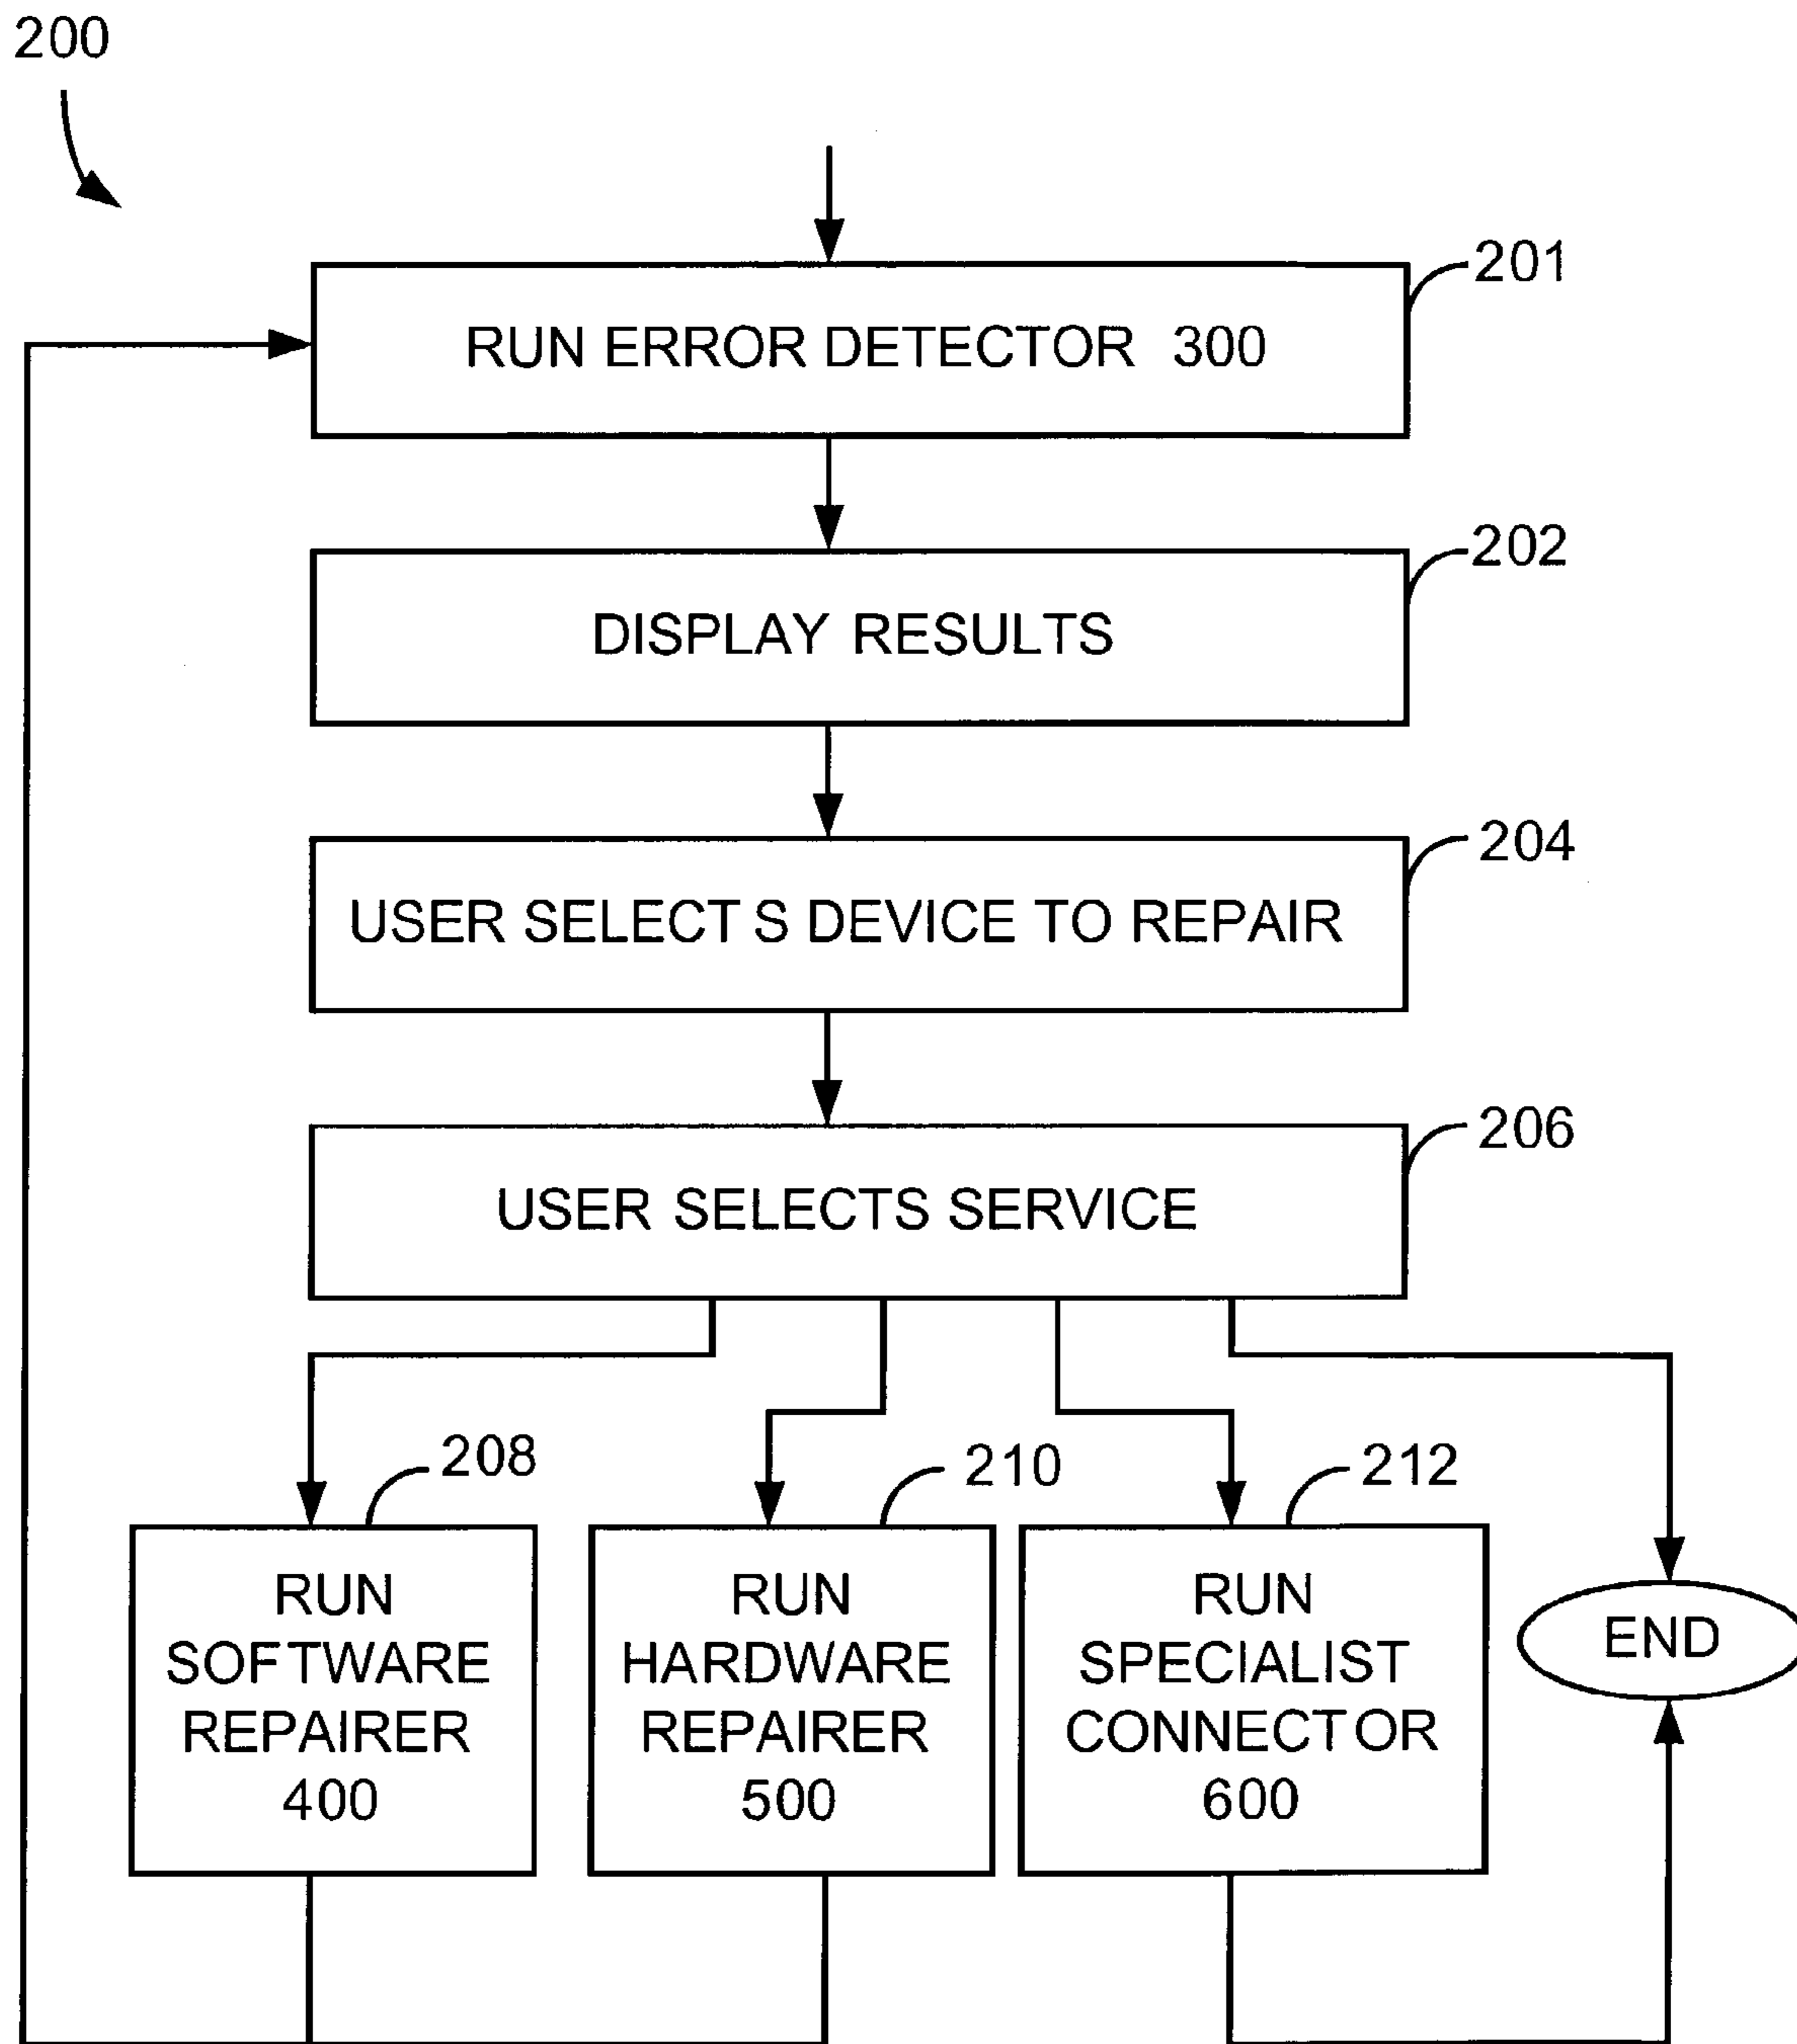 200
201
RUN ERROR DETECTOR 300
202
DISPLAY RESULTS
204
USER SELECT S DEVICE TO REPAIR
206
USER SELECTS SERVICE
208
210
212
RUN
SOFTWARE
REPAIRER
400
RUN
HARDWARE
REPAIRER
500
RUN
SPECIALIST
CONNECTOR
600
END